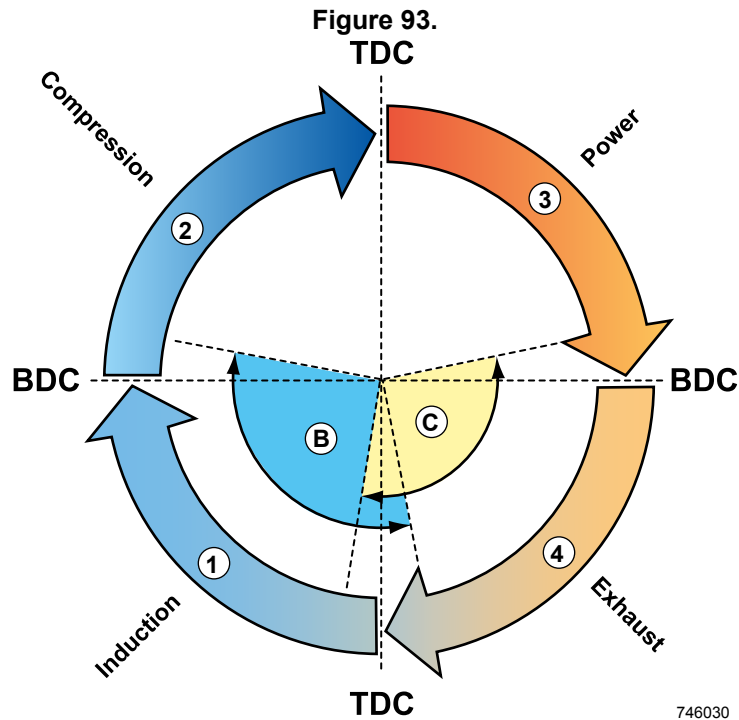 Figure 93.
TDC
Compression
Power
2
3
BDC
BDC
B
C
1
4
Induction
Exhaust
TDC
746030